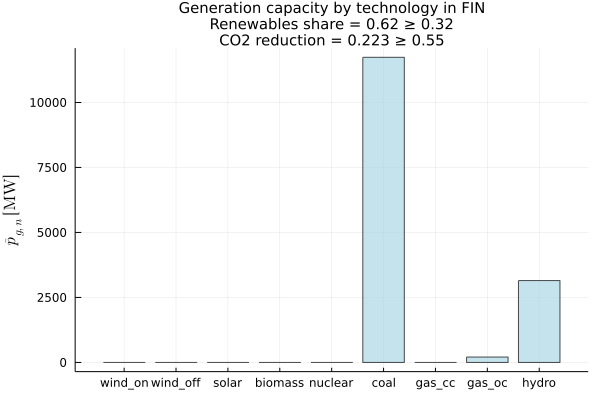 Generation capacity by technology in FIN
Renewables share = 0.62 ≥ 0.32
CO2 reduction = 0.223 ≥ 0.55
p̄g,n [MW]
10000
7500
5000
2500
0
wind_on wind_off solar biomass nuclear coal gas_cc gas_oc hydro